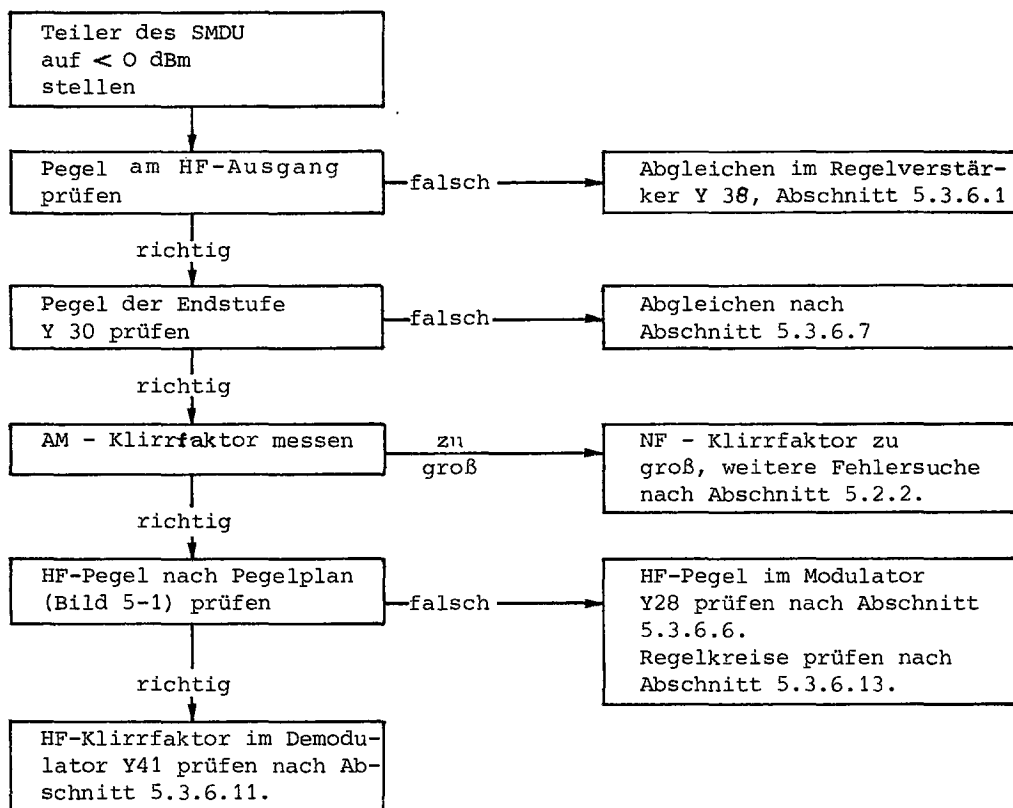 Teiler des SMDU
auf < 0 dBm
stellen
Pegel am HF-Ausgang
prüfen
falsch
Abgleichen im Regelverstär-
ker Y 38, Abschnitt 5.3.6.1
richtig
Pegel der Endstufe
Y 30 prüfen
falsch
Abgleichen nach
Abschnitt 5.3.6.7
richtig
AM - Klirrfaktor messen
zu
groß
NF - Klirrfaktor zu
groß, weitere Fehlersuche
nach Abschnitt 5.2.2.
richtig
HF-Pegel nach Pegelplan
(Bild 5-1) prüfen
falsch
HF-Pegel im Modulator
Y28 prüfen nach Abschnitt
5.3.6.6.
Regelkreise prüfen nach
Abschnitt 5.3.6.13.
richtig
HF-Klirrfaktor im Demodu-
lator Y41 prüfen nach Ab-
schnitt 5.3.6.11.